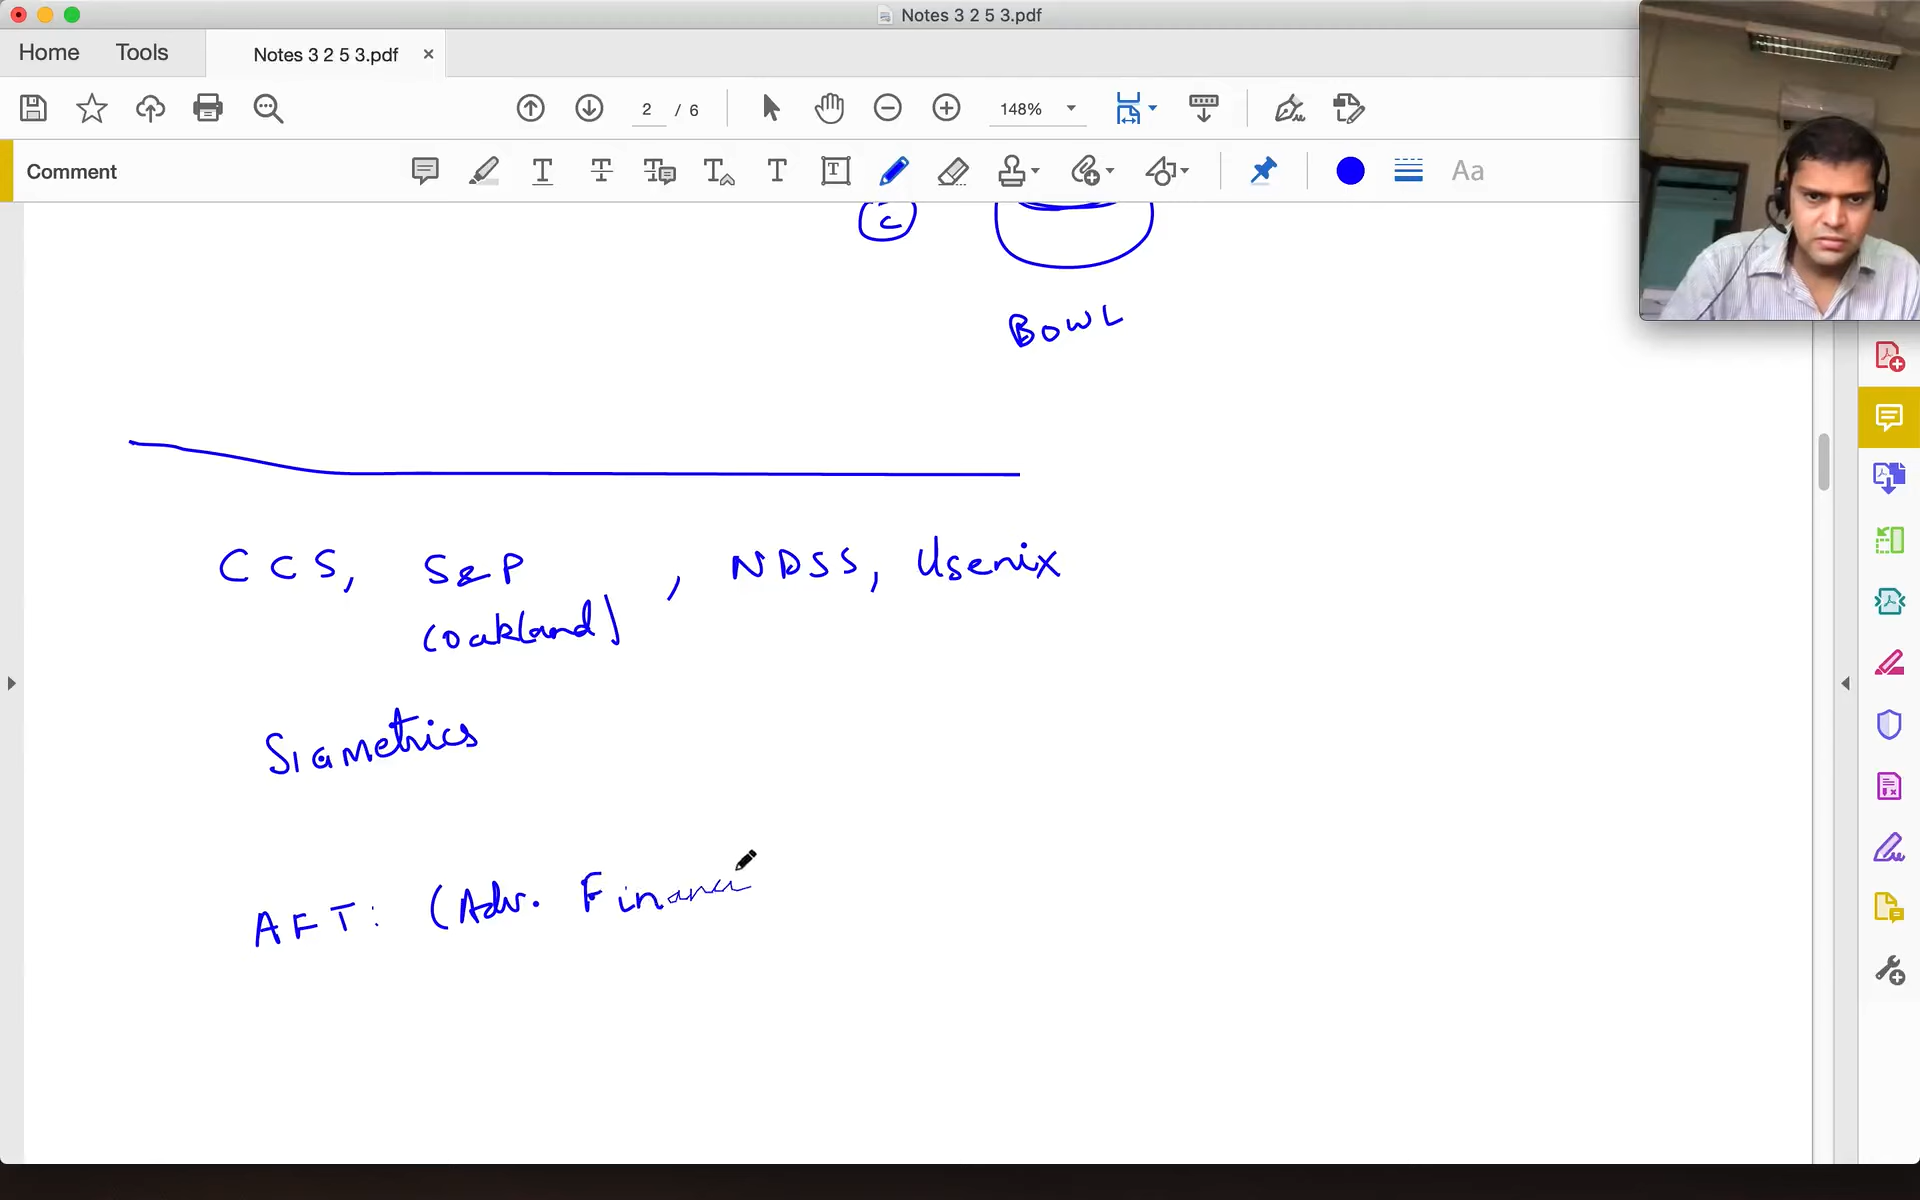 Notes 3 2 5 3.pdf
Home Tools Notes 3 2 5 3.pdf ×
2 / 6 148%
Comment T T T T T T Aa
C
BOWL
CCS, S&P, NDSS, Usenix
(Oakland)
Sigmetrics
AFT: (Adv. Financ